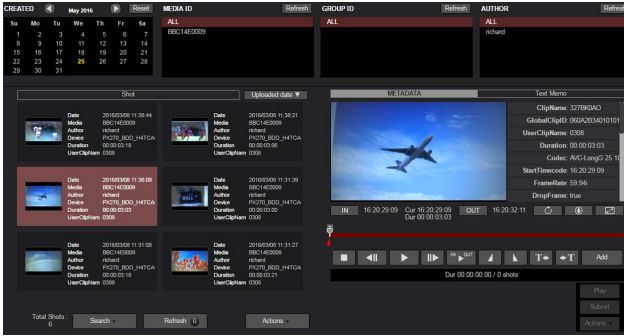 CREATED May 2016 Reset MEDIA ID Refresh GROUP ID Refresh AUTHOR Refresh
Su Mo Tu We Th Fr Sa
1 2 3 4 5 6 7
8 9 10 11 12 13 14
15 16 17 18 19 20 21
22 23 24 25 26 27 28
29 30 31
ALL
BBC14E0009
ALL
ALL
richard
Shot Uploaded date ▼
Date 2016/03/08 11:38:44
Media BBC14E0009
Author richard
Device PX270_BDD_H4TCA
Duration 00:00:03:18
UserClipNam 0308
Date 2016/03/08 11:38:21
Media BBC14E0009
Author richard
Device PX270_BDD_H4TCA
Duration 00:00:03:06
UserClipNam 0308
Date 2016/03/08 11:38:09
Media BBC14E0009
Author richard
Device PX270_BDD_H4TCA
Duration 00:00:03:03
UserClipNam 0308
Date 2016/03/08 11:31:39
Media BBC14E0009
Author richard
Device PX270_BDD_H4TCA
Duration 00:00:03:00
UserClipNam 0308
Date 2016/03/08 11:31:08
Media BBC14E0009
Author richard
Device PX270_BDD_H4TCA
Duration 00:00:03:18
UserClipNam 0308
Date 2016/03/08 11:31:27
Media BBC14E0009
Author richard
Device PX270_BDD_H4TCA
Duration 00:00:03:21
UserClipNam 0308
Total Shots : 6
Search
Refresh 0
Actions
METADATA Text Memo
ClipName: 327BK0AO
GlobalClipID: 060A2B34010101
UserClipName: 0308
Duration: 00:00:03:03
Codec: AVC-LongG 25 10
StartTimecode: 16:20:29:09
FrameRate: 59.94i
DropFrame: true
IN 16:20:29:09 Cur 16:20:29:09 OUT 16:20:32:11
Dur 00:00:03:03
IN OUT
T T Add
Dur 00:00:00:00 / 0 shots
Play
Submit
Actions